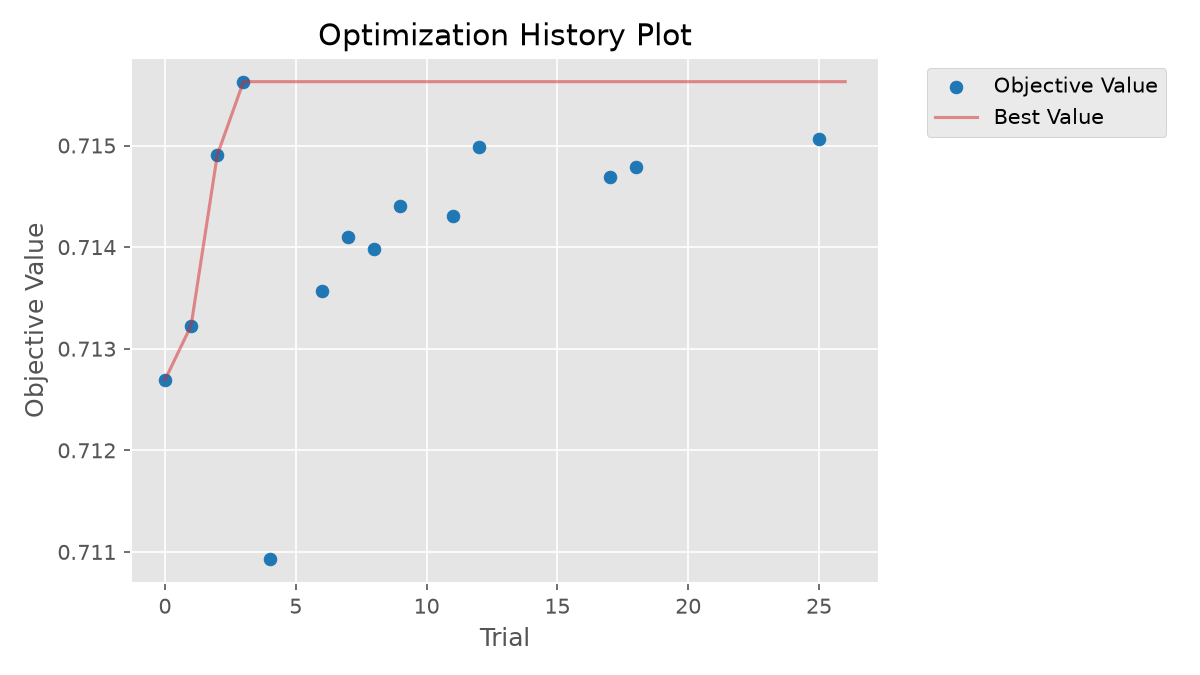 Optimization History Plot
Objective Value
Best Value
Objective Value
0.715
0.714
0.713
0.712
0.711
0 5 10 15 20 25
Trial